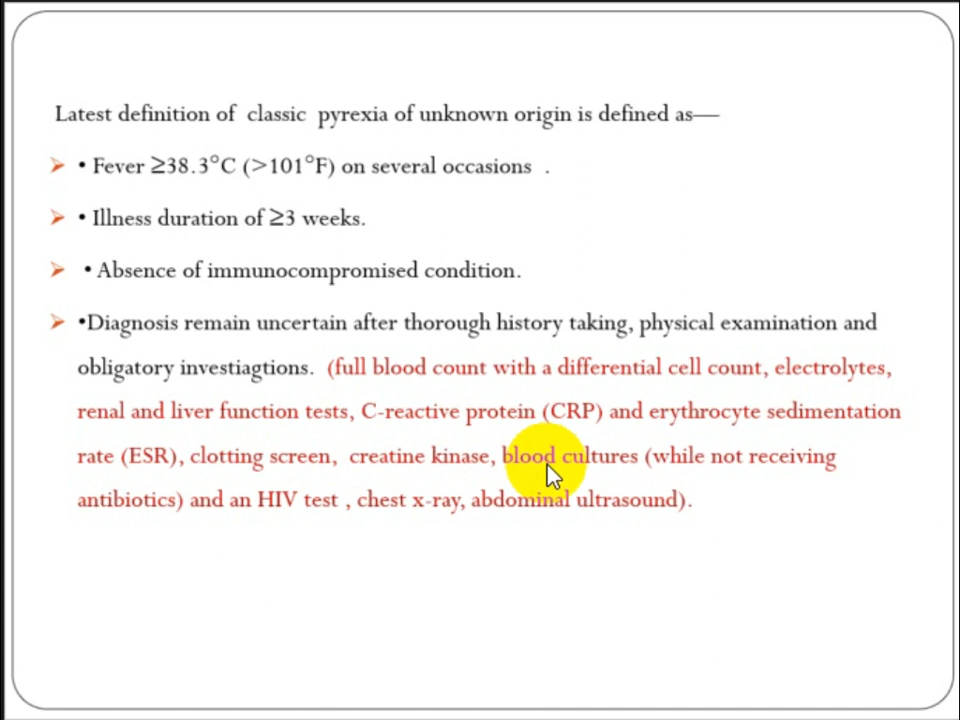 Latest definition of classic pyrexia of unknown origin is defined as—
➤ • Fever ≥38.3°C (>101°F) on several occasions .
➤ • Illness duration of ≥3 weeks.
➤ • Absence of immunocompromised condition.
➤ •Diagnosis remain uncertain after thorough history taking, physical examination and
obligatory investiagtions. (full blood count with a differential cell count, electrolytes,
renal and liver function tests, C-reactive protein (CRP) and erythrocyte sedimentation
rate (ESR), clotting screen, creatine kinase, blood cultures (while not receiving
antibiotics) and an HIV test , chest x-ray, abdominal ultrasound).